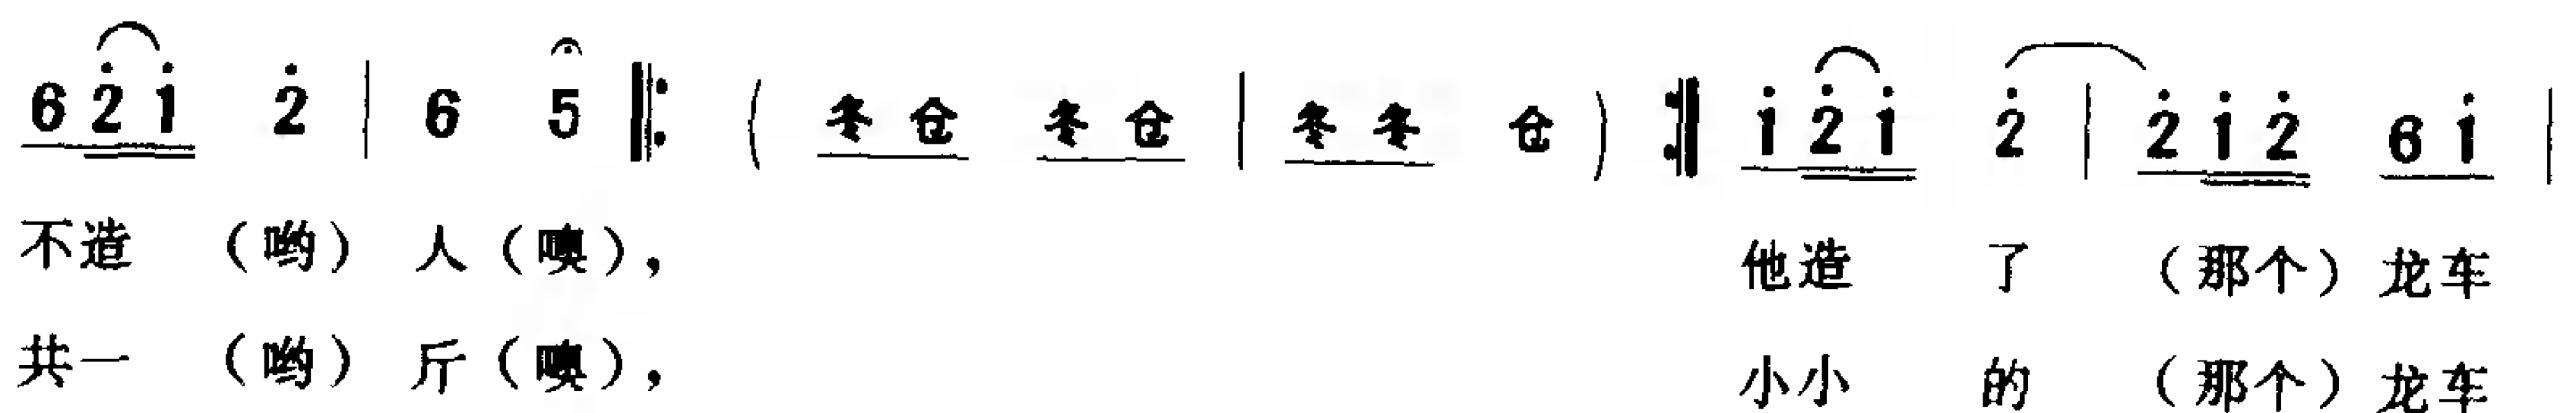 6 2̇ 1̇ 2̇ | 6 5 ‖: ( 冬 仓 冬 仓 | 冬 冬 仓 ) :‖ 1̇ 2̇ 1̇ 2̇ | 2̇ 1̇ 2̇ 6 1̇ |
不造 （哟） 人（噢）， 他造 了 （那个）龙车
共一 （哟） 斤（噢）， 小小 的 （那个）龙车